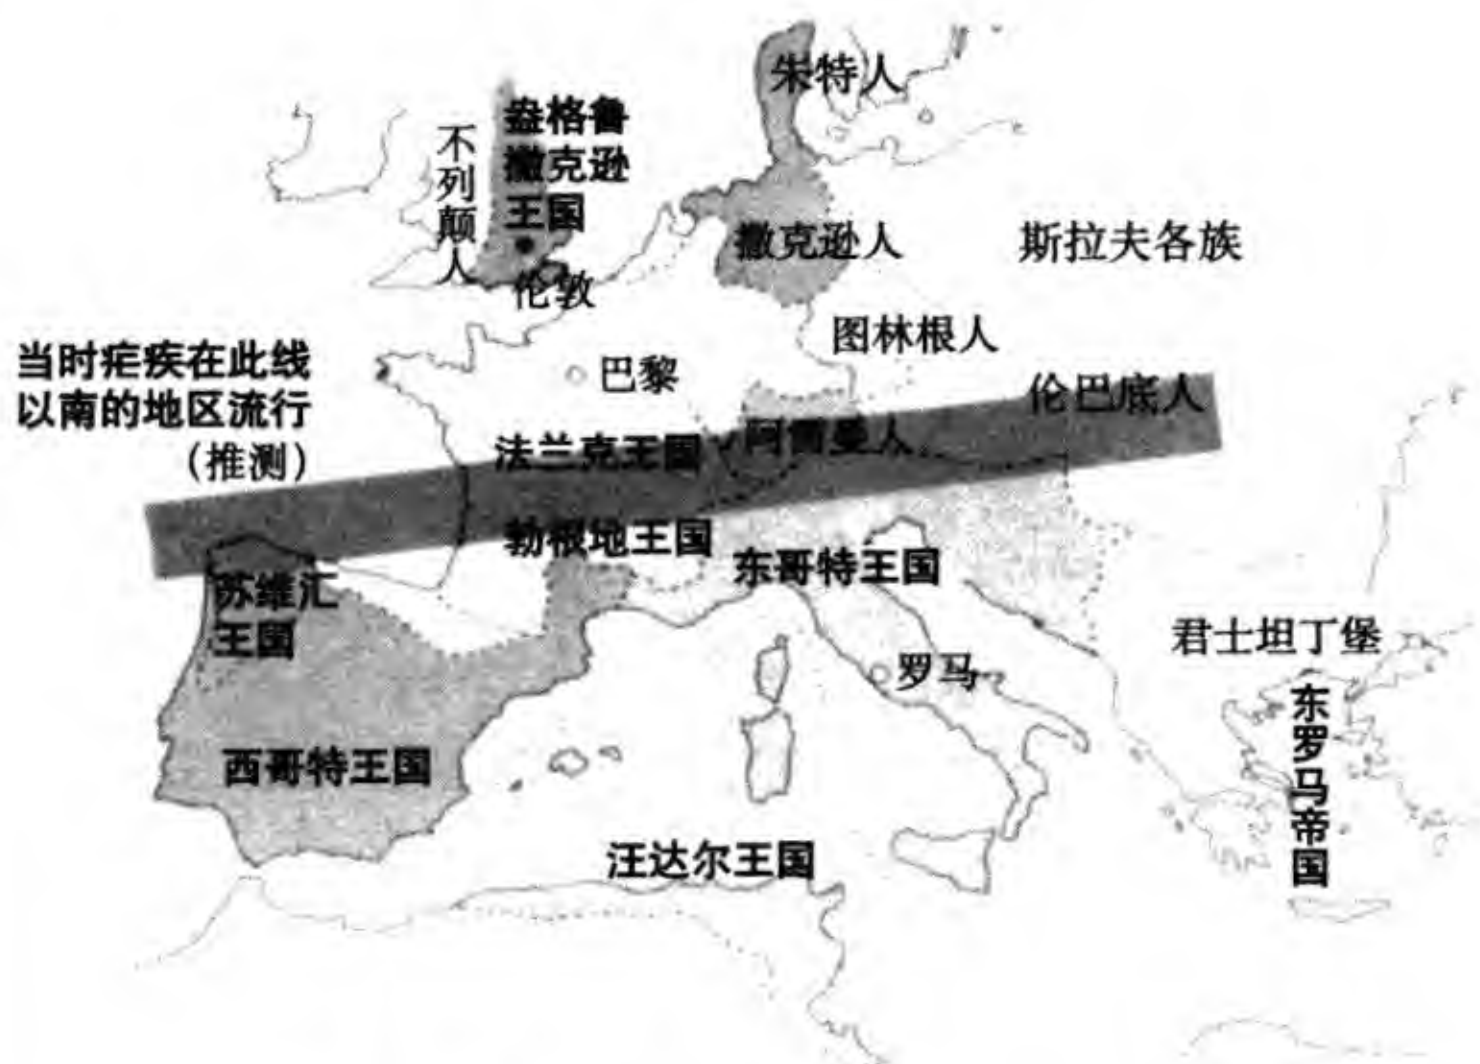 朱特人
盎格鲁
撒克逊
王国
不列颠人
伦敦
撒克逊人
斯拉夫各族
图林根人
当时疟疾在此线
以南的地区流行
（推测）
巴黎
伦巴底人
法兰克王国
阿雷曼人
勃根地王国
东哥特王国
苏维汇
王国
君士坦丁堡
罗马
东罗马帝国
西哥特王国
汪达尔王国